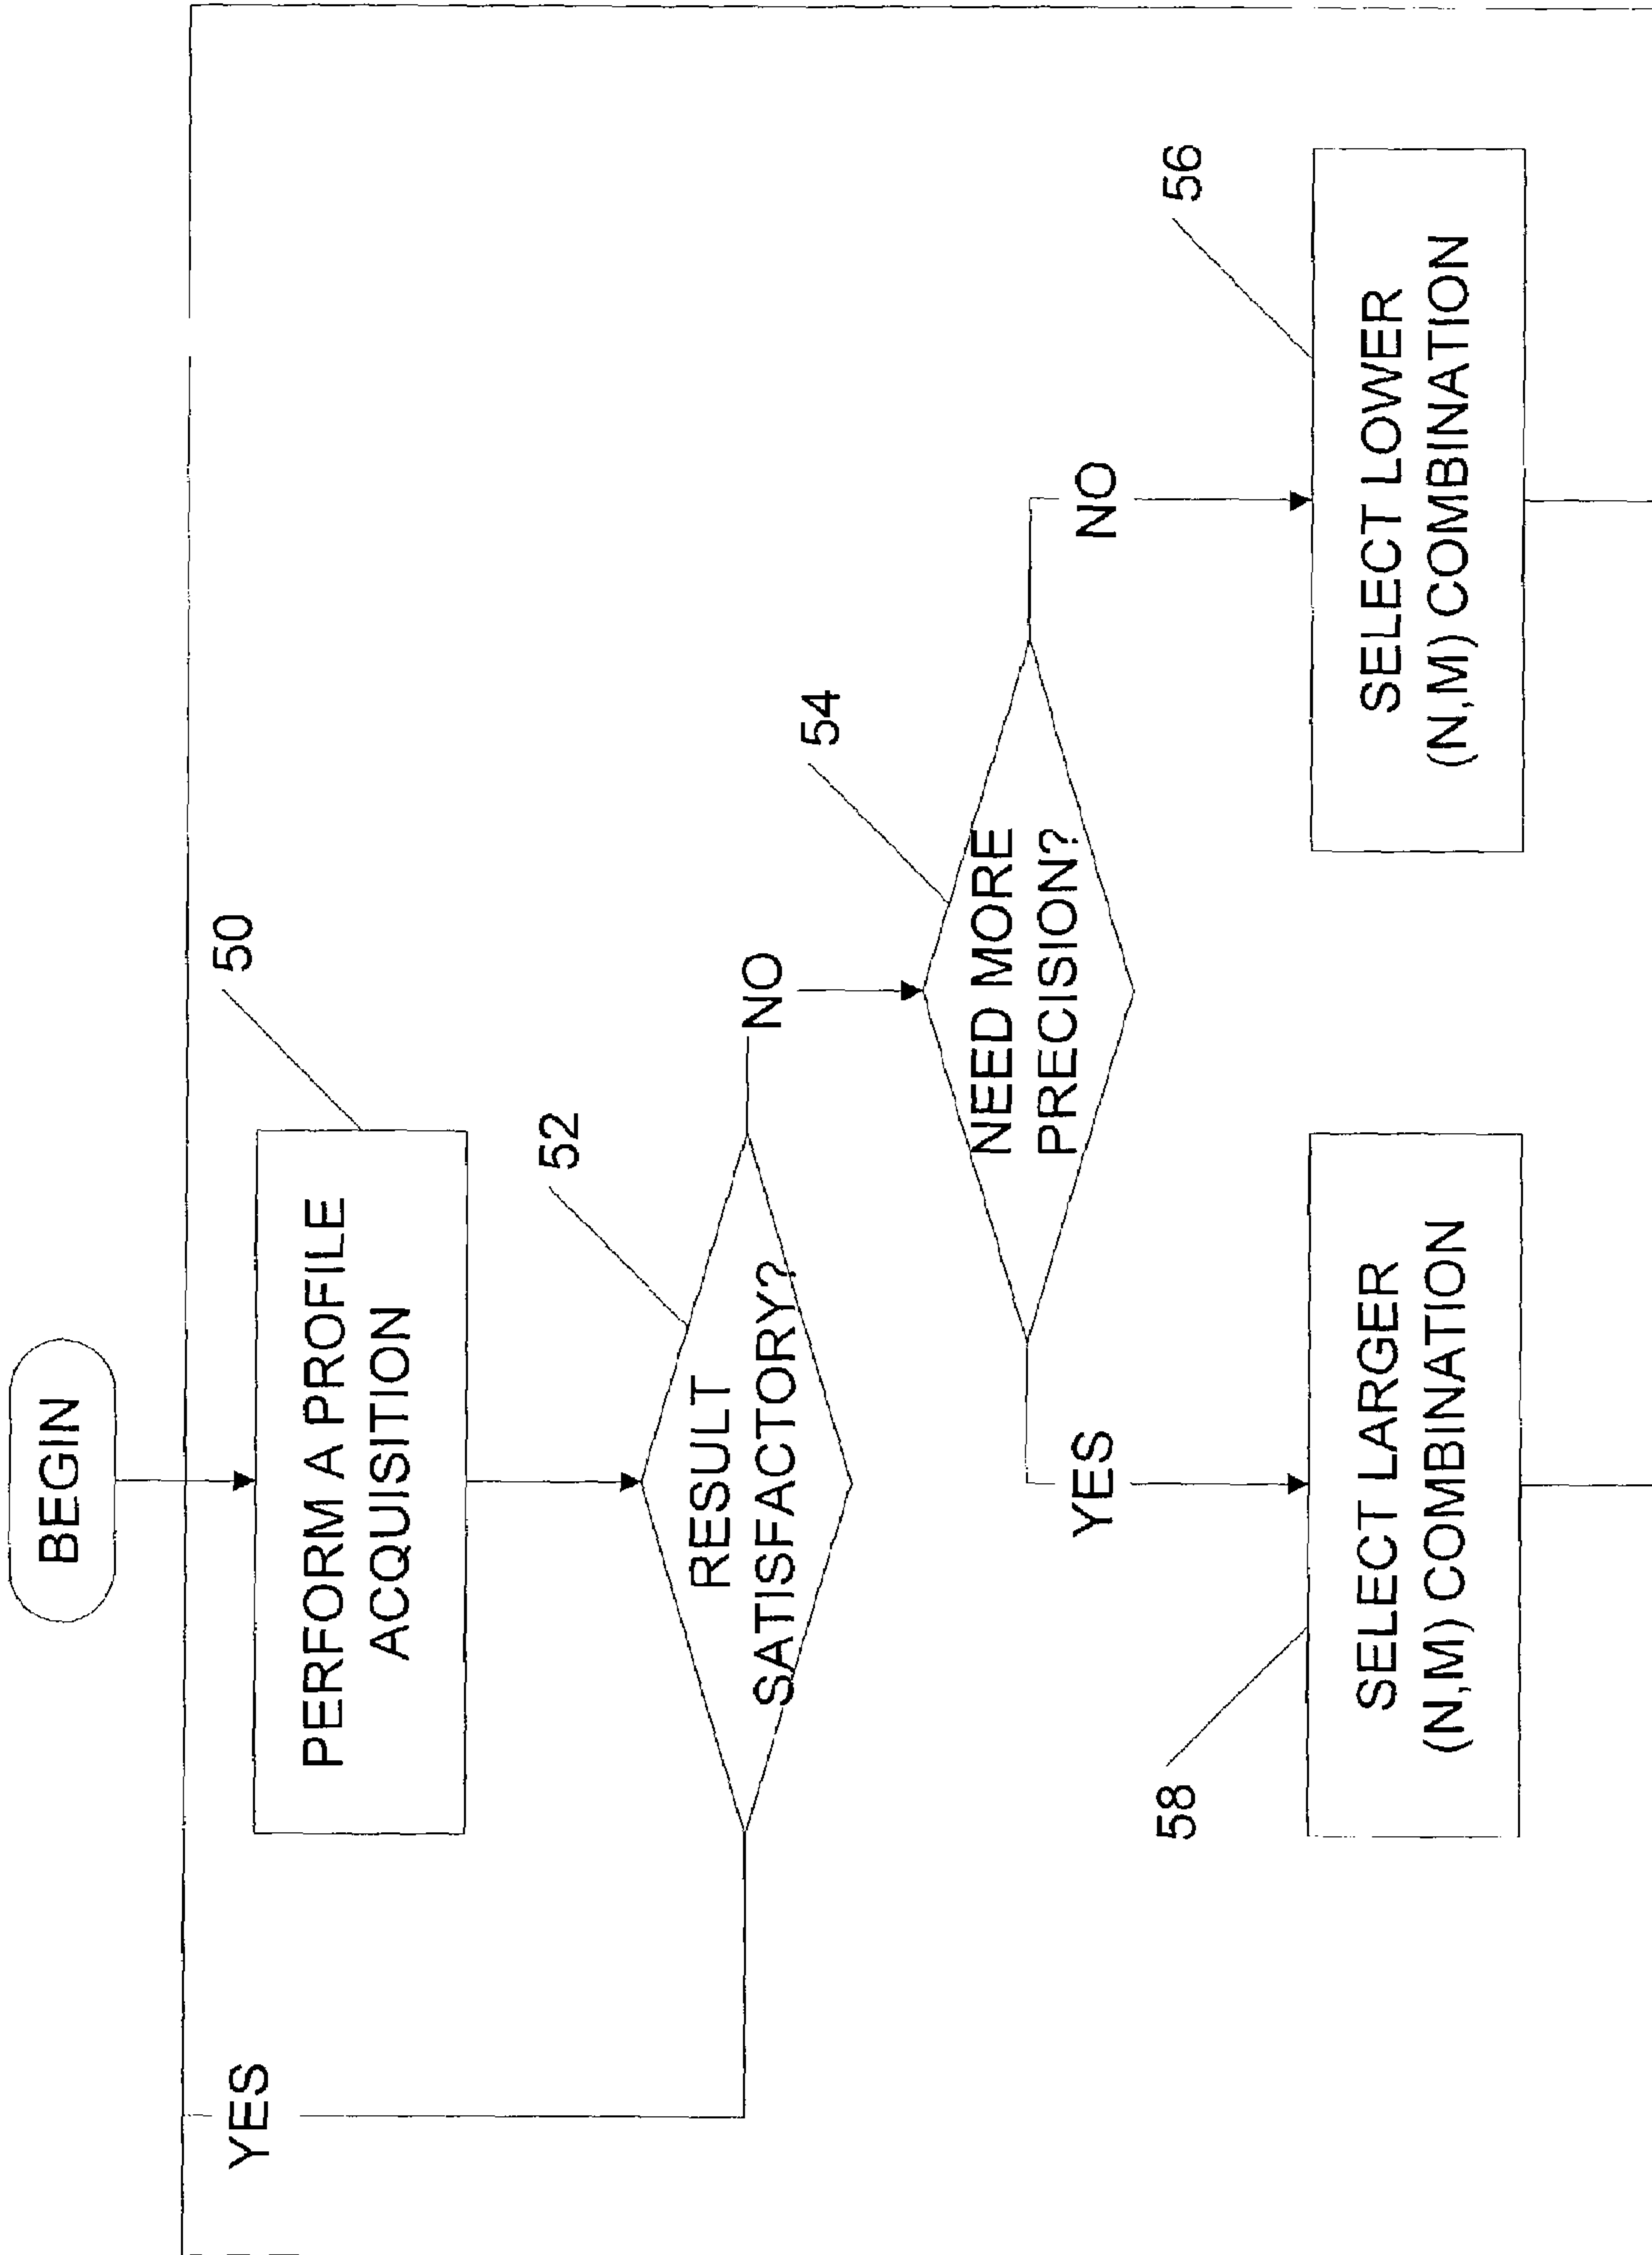 BEGIN
50
PERFORM A PROFILE
ACQUISITION
52
RESULT
SATISFACTORY?
YES
NO
54
NEED MORE
PRECISION?
YES
NO
58
SELECT LARGER
(N,M) COMBINATION
56
SELECT LOWER
(N,M) COMBINATION